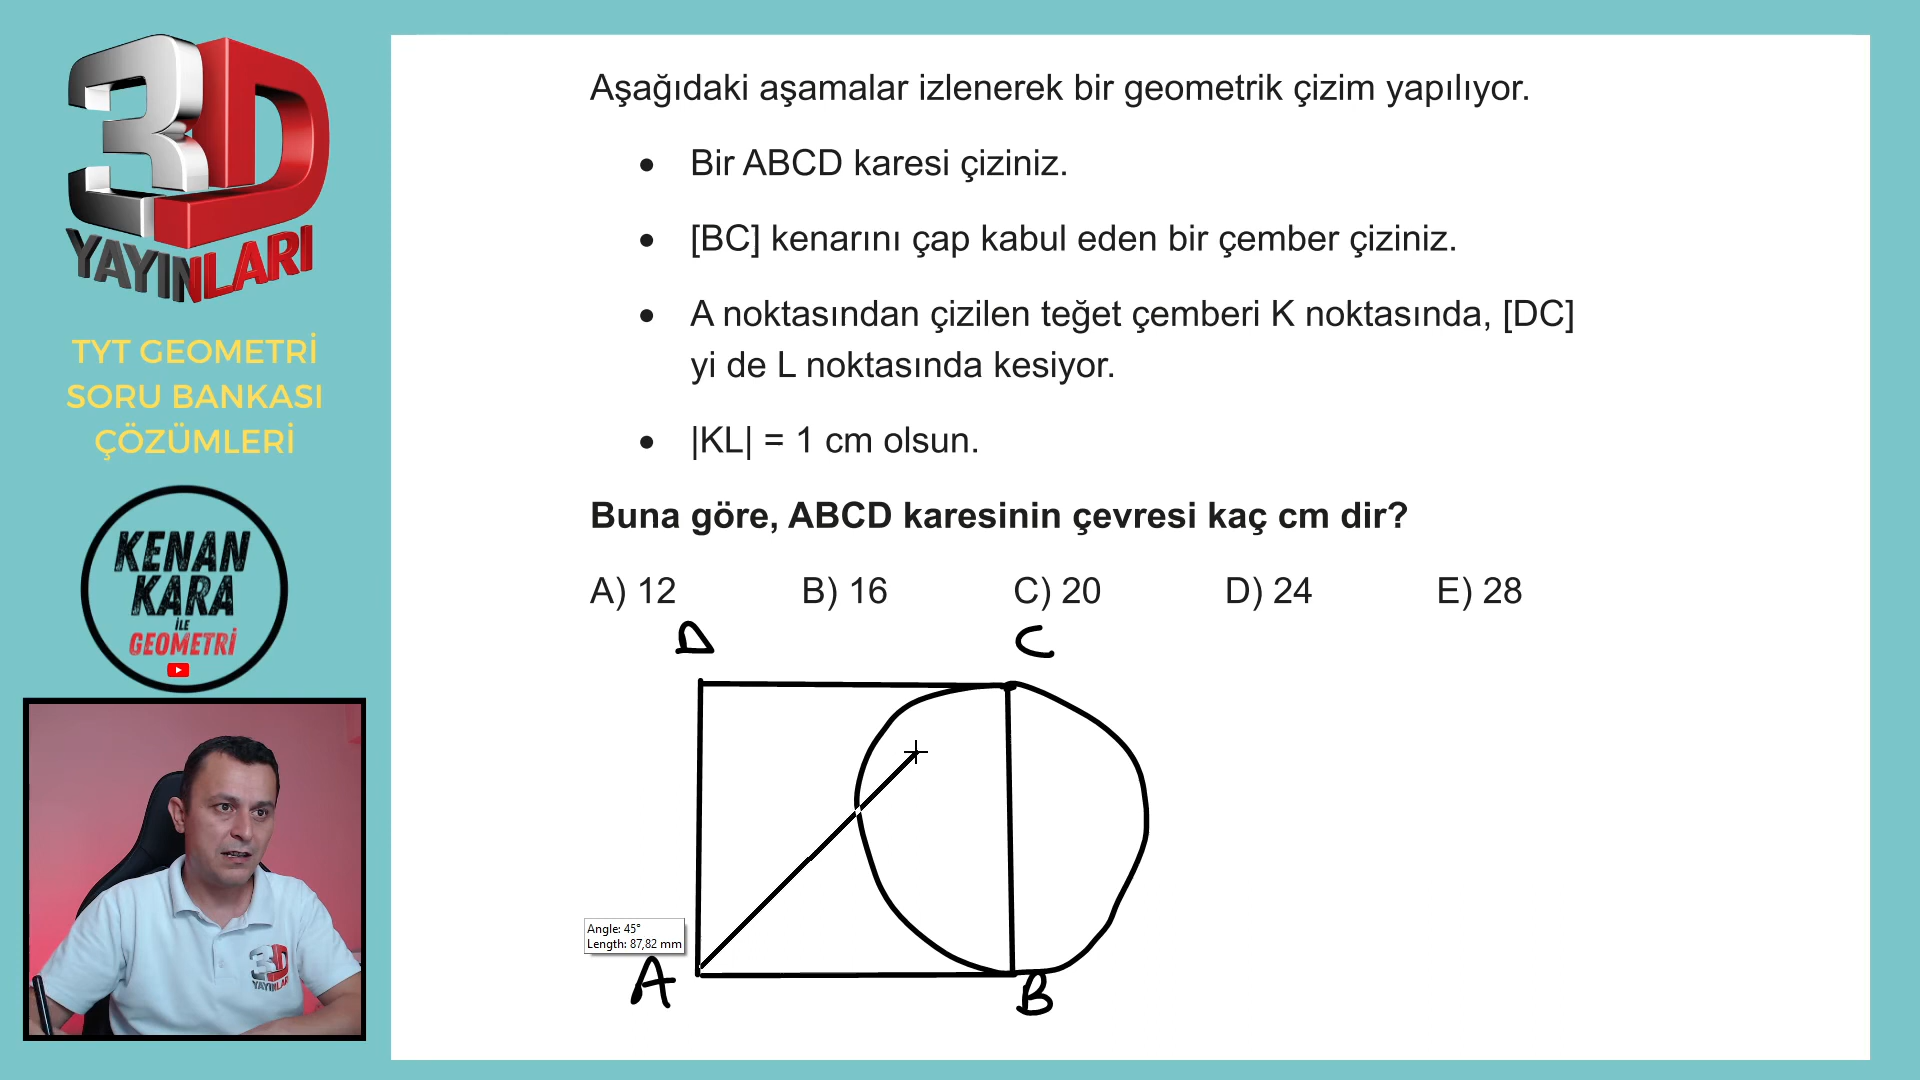 3D
YAYINLARI
TYT GEOMETRİ
SORU BANKASI
ÇÖZÜMLERİ
KENAN
KARA
İLE
GEOMETRİ
Aşağıdaki aşamalar izlenerek bir geometrik çizim yapılıyor.
• Bir ABCD karesi çiziniz.
• [BC] kenarını çap kabul eden bir çember çiziniz.
• A noktasından çizilen teğet çemberi K noktasında, [DC]
yi de L noktasında kesiyor.
• |KL| = 1 cm olsun.
Buna göre, ABCD karesinin çevresi kaç cm dir?
A) 12 B) 16 C) 20 D) 24 E) 28
D C
Angle: 45°
Length: 87,82 mm
A B
3D
YAYINLARI